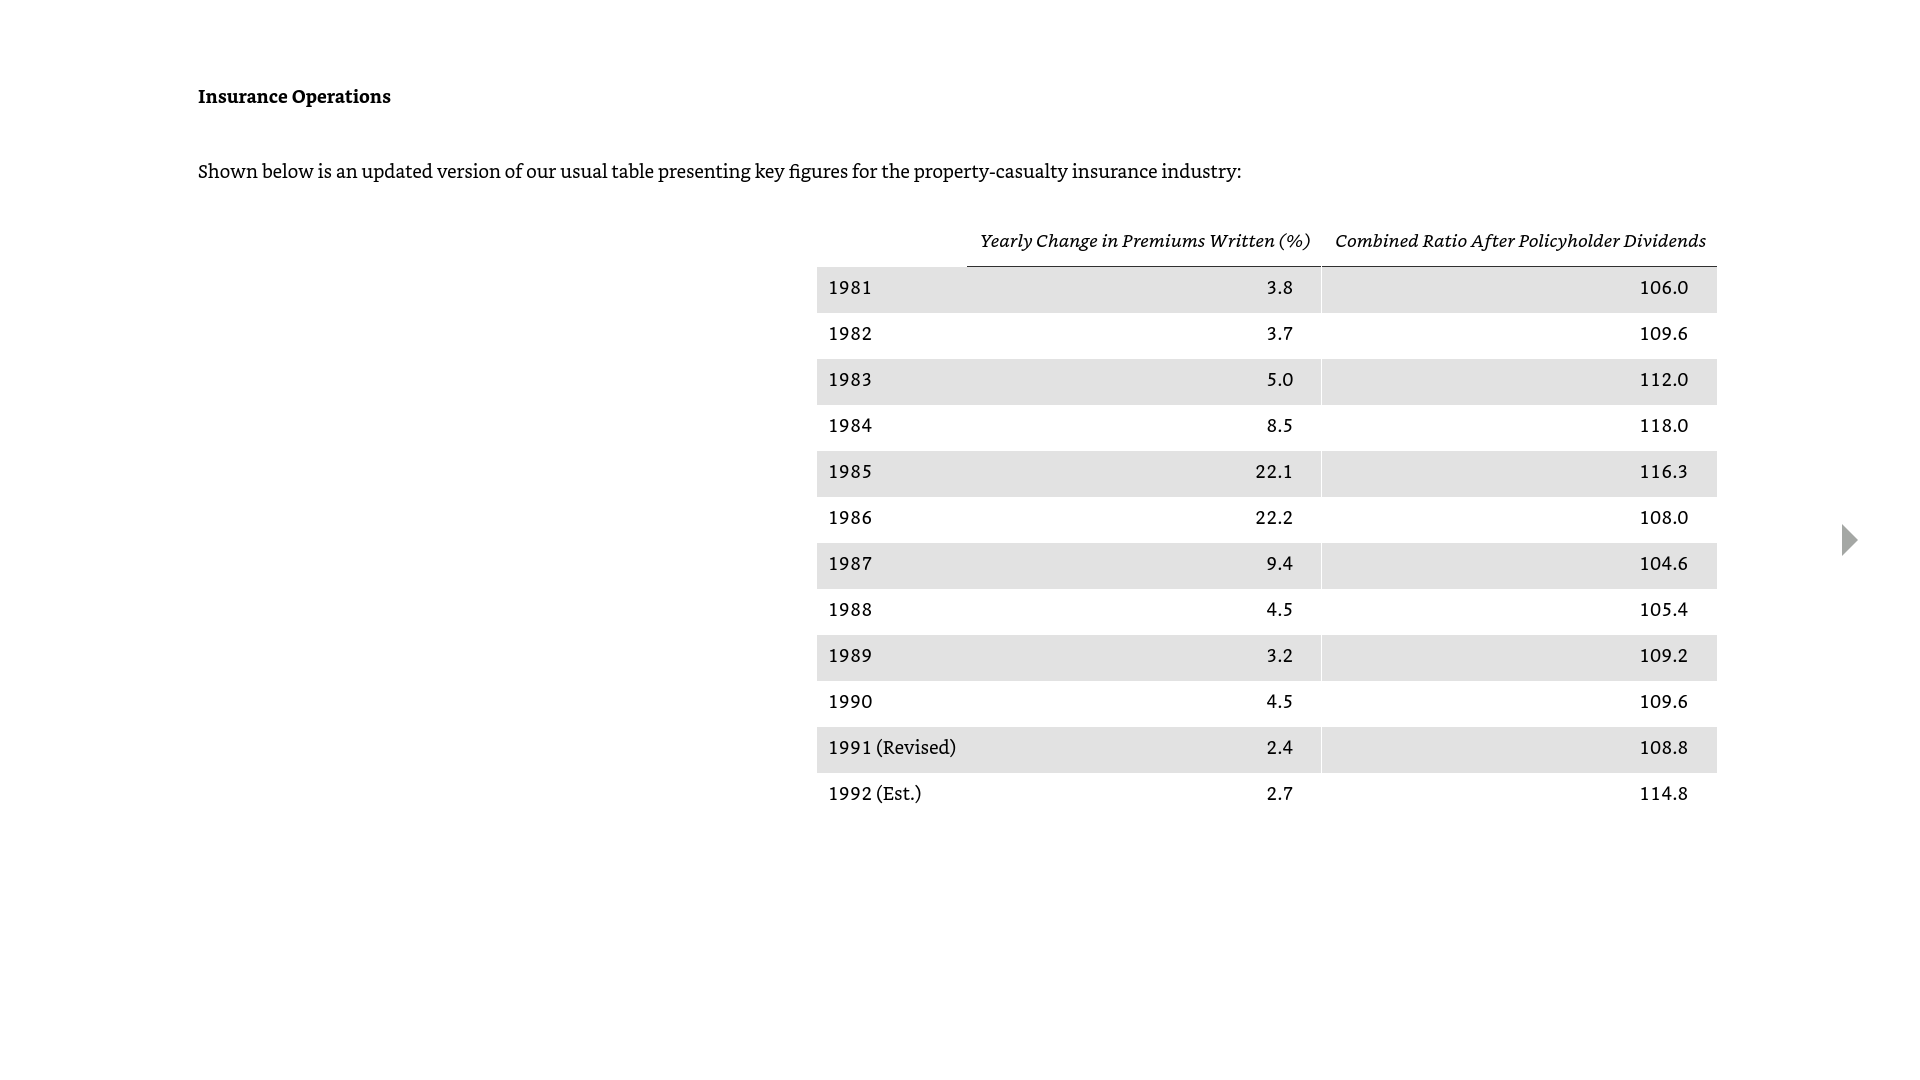 Insurance Operations
Shown below is an updated version of our usual table presenting key figures for the property-casualty insurance industry:
Yearly Change in Premiums Written (%) Combined Ratio After Policyholder Dividends
1981 3.8 106.0
1982 3.7 109.6
1983 5.0 112.0
1984 8.5 118.0
1985 22.1 116.3
1986 22.2 108.0
1987 9.4 104.6
1988 4.5 105.4
1989 3.2 109.2
1990 4.5 109.6
1991 (Revised) 2.4 108.8
1992 (Est.) 2.7 114.8